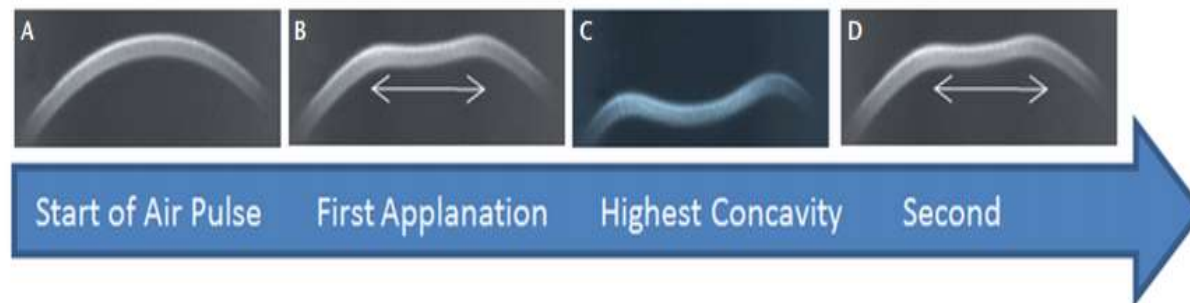 A
B
C
D
Start of Air Pulse
First Applanation
Highest Concavity
Second